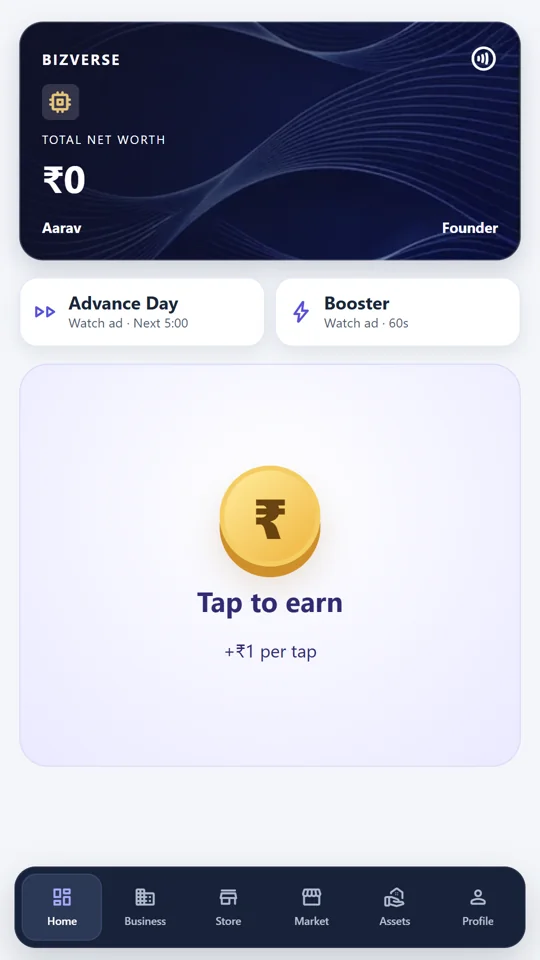 BIZVERSE
TOTAL NET WORTH
₹0
Aarav
Founder
Advance Day
Watch ad · Next 5:00
Booster
Watch ad · 60s
₹
Tap to earn
+₹1 per tap
Home
Business
Store
Market
Assets
Profile